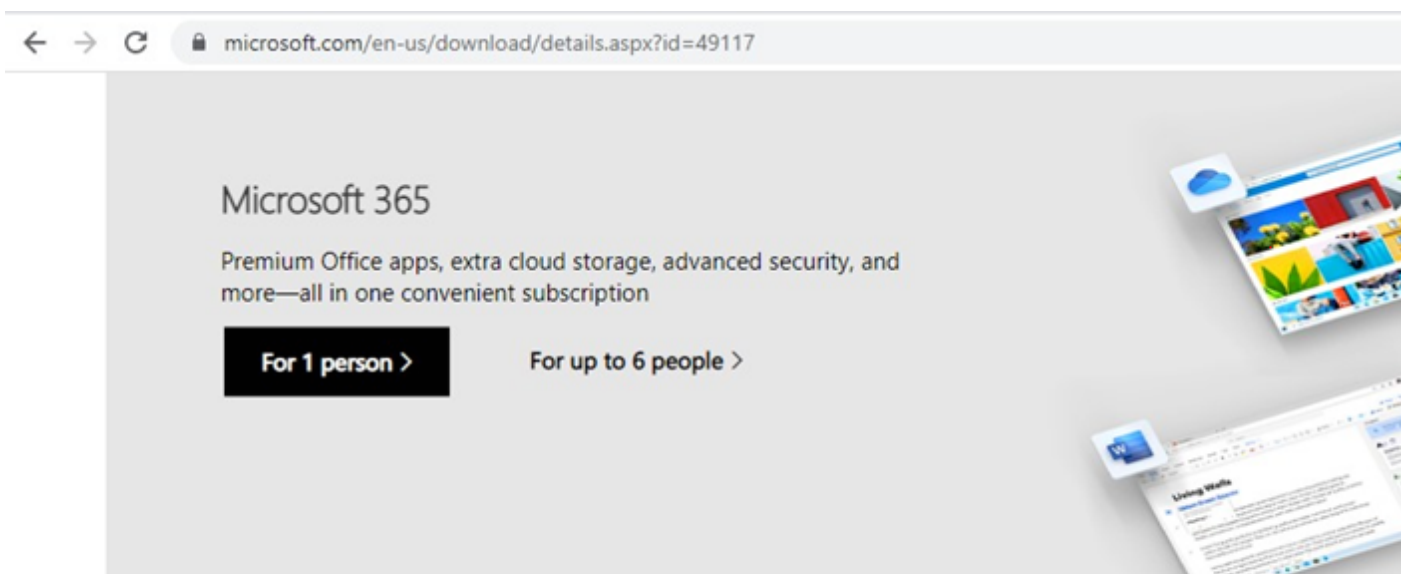 microsoft.com/en-us/download/details.aspx?id=49117
Microsoft 365
Premium Office apps, extra cloud storage, advanced security, and
more—all in one convenient subscription
For 1 person >
For up to 6 people >
W
Living Wells